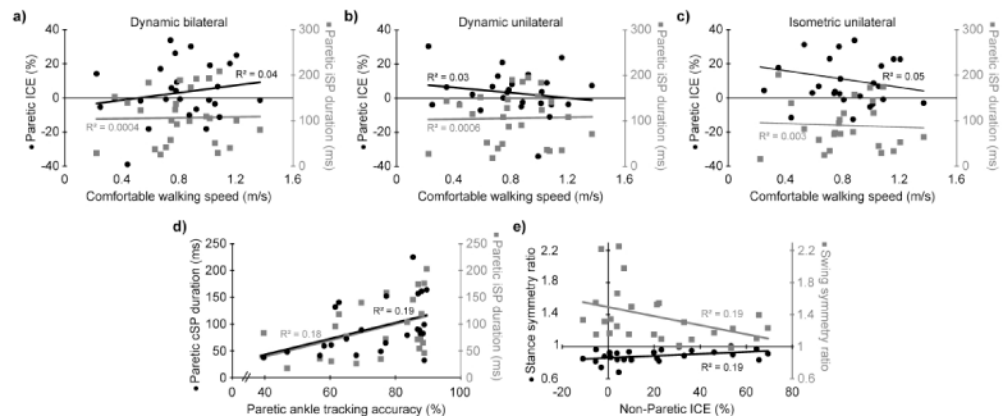 a) Dynamic bilateral
● Paretic ICE (%)
40
20
0
-20
-40
R² = 0.04
R² = 0.0004
■ Paretic iSP duration (ms)
300
200
100
0
0 0.4 0.8 1.2 1.6
Comfortable walking speed (m/s)
b) Dynamic unilateral
● Paretic ICE (%)
40
20
0
-20
-40
R² = 0.03
R² = 0.0006
■ Paretic iSP duration (ms)
300
200
100
0
0 0.4 0.8 1.2 1.6
Comfortable walking speed (m/s)
c) Isometric unilateral
● Paretic ICE (%)
40
20
0
-20
-40
R² = 0.05
R² = 0.003
■ Paretic iSP duration (ms)
300
200
100
0
0 0.4 0.8 1.2 1.6
Comfortable walking speed (m/s)
d)
● Paretic cSP duration (ms)
250
200
150
100
50
0
R² = 0.19
R² = 0.18
■ Paretic iSP duration (ms)
250
200
150
100
50
0
20 40 60 80 100
Paretic ankle tracking accuracy (%)
e)
● Stance symmetry ratio
2.2
1.8
1.4
1
0.6
R² = 0.19
R² = 0.19
■ Swing symmetry ratio
2.2
1.8
1.4
1
0.6
-20 0 20 40 60 80
Non-Paretic ICE (%)